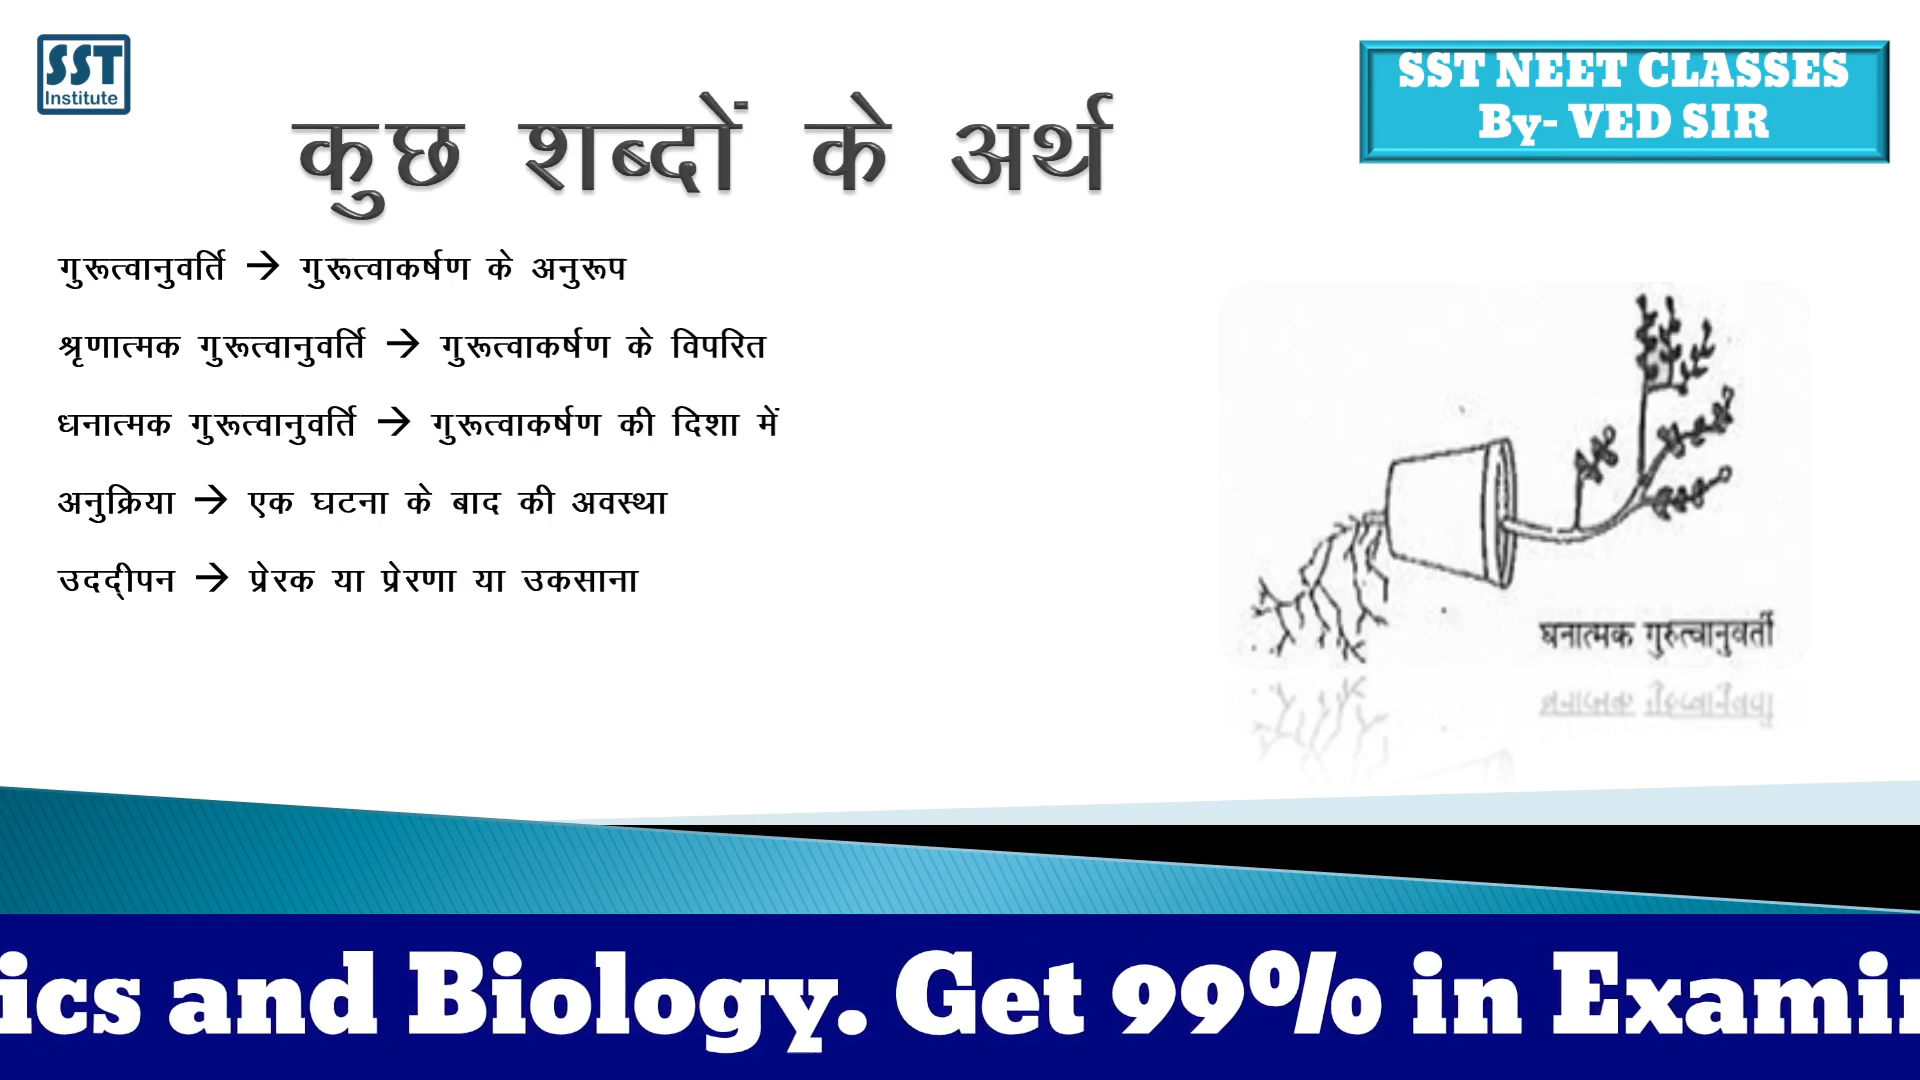 SST
Institute
SST NEET CLASSES
By- VED SIR
कुछ शब्दों के अर्थ
गुरूत्वानुवर्ति → गुरूत्वाकर्षण के अनुरूप
श्रृणात्मक गुरूत्वानुवर्ति → गुरूत्वाकर्षण के विपरित
धनात्मक गुरूत्वानुवर्ति → गुरूत्वाकर्षण की दिशा में
अनुक्रिया → एक घटना के बाद की अवस्था
उदद्ीपन → प्रेरक या प्रेरणा या उकसाना
धनात्मक गुरुत्वानुवर्ती
ics and Biology. Get 99% in Examin